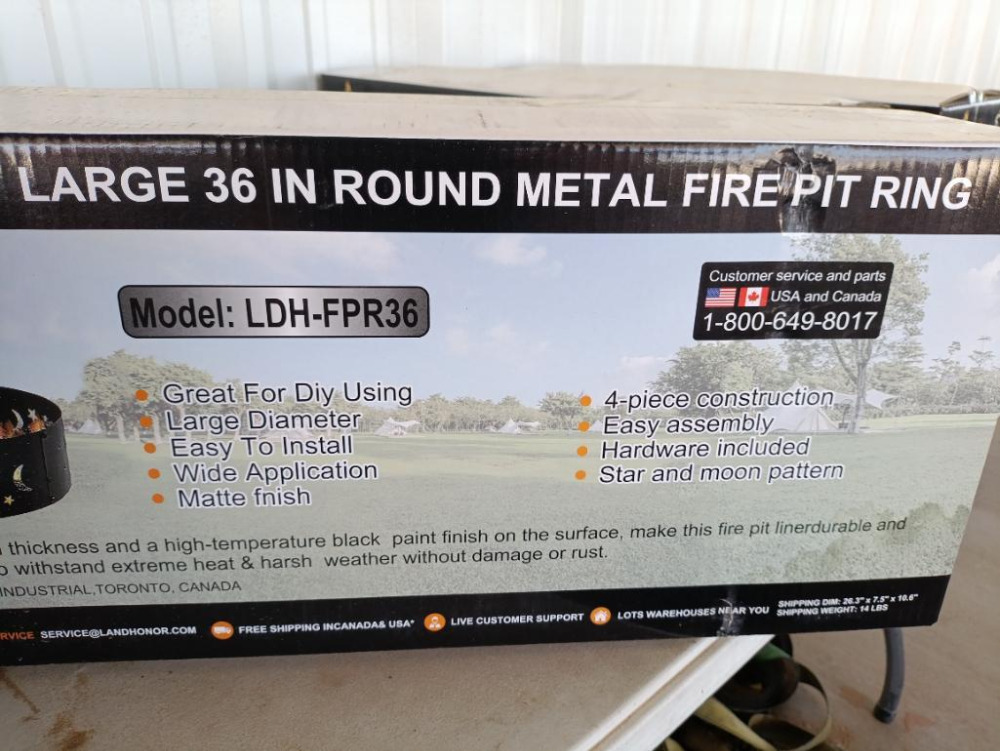 LARGE 36 IN ROUND METAL FIRE PIT RING
Model: LDH-FPR36
Customer service and parts
USA and Canada
1-800-649-8017
Great For Diy Using
Large Diameter
Easy To Install
Wide Application
Matte fnish
4-piece construction
Easy assembly
Hardware included
Star and moon pattern
thickness and a high-temperature black paint finish on the surface, make this fire pit linerdurable and
withstand extreme heat & harsh weather without damage or rust.
INDUSTRIAL,TORONTO, CANADA
RVICE SERVICE@LANDHONOR.COM
FREE SHIPPING INCANADA& USA*
LIVE CUSTOMER SUPPORT
LOTS WAREHOUSES NEAR YOU
SHIPPING DIM: 26.3" x 7.5" x 10.6"
SHIPPING WEIGHT: 14 LBS